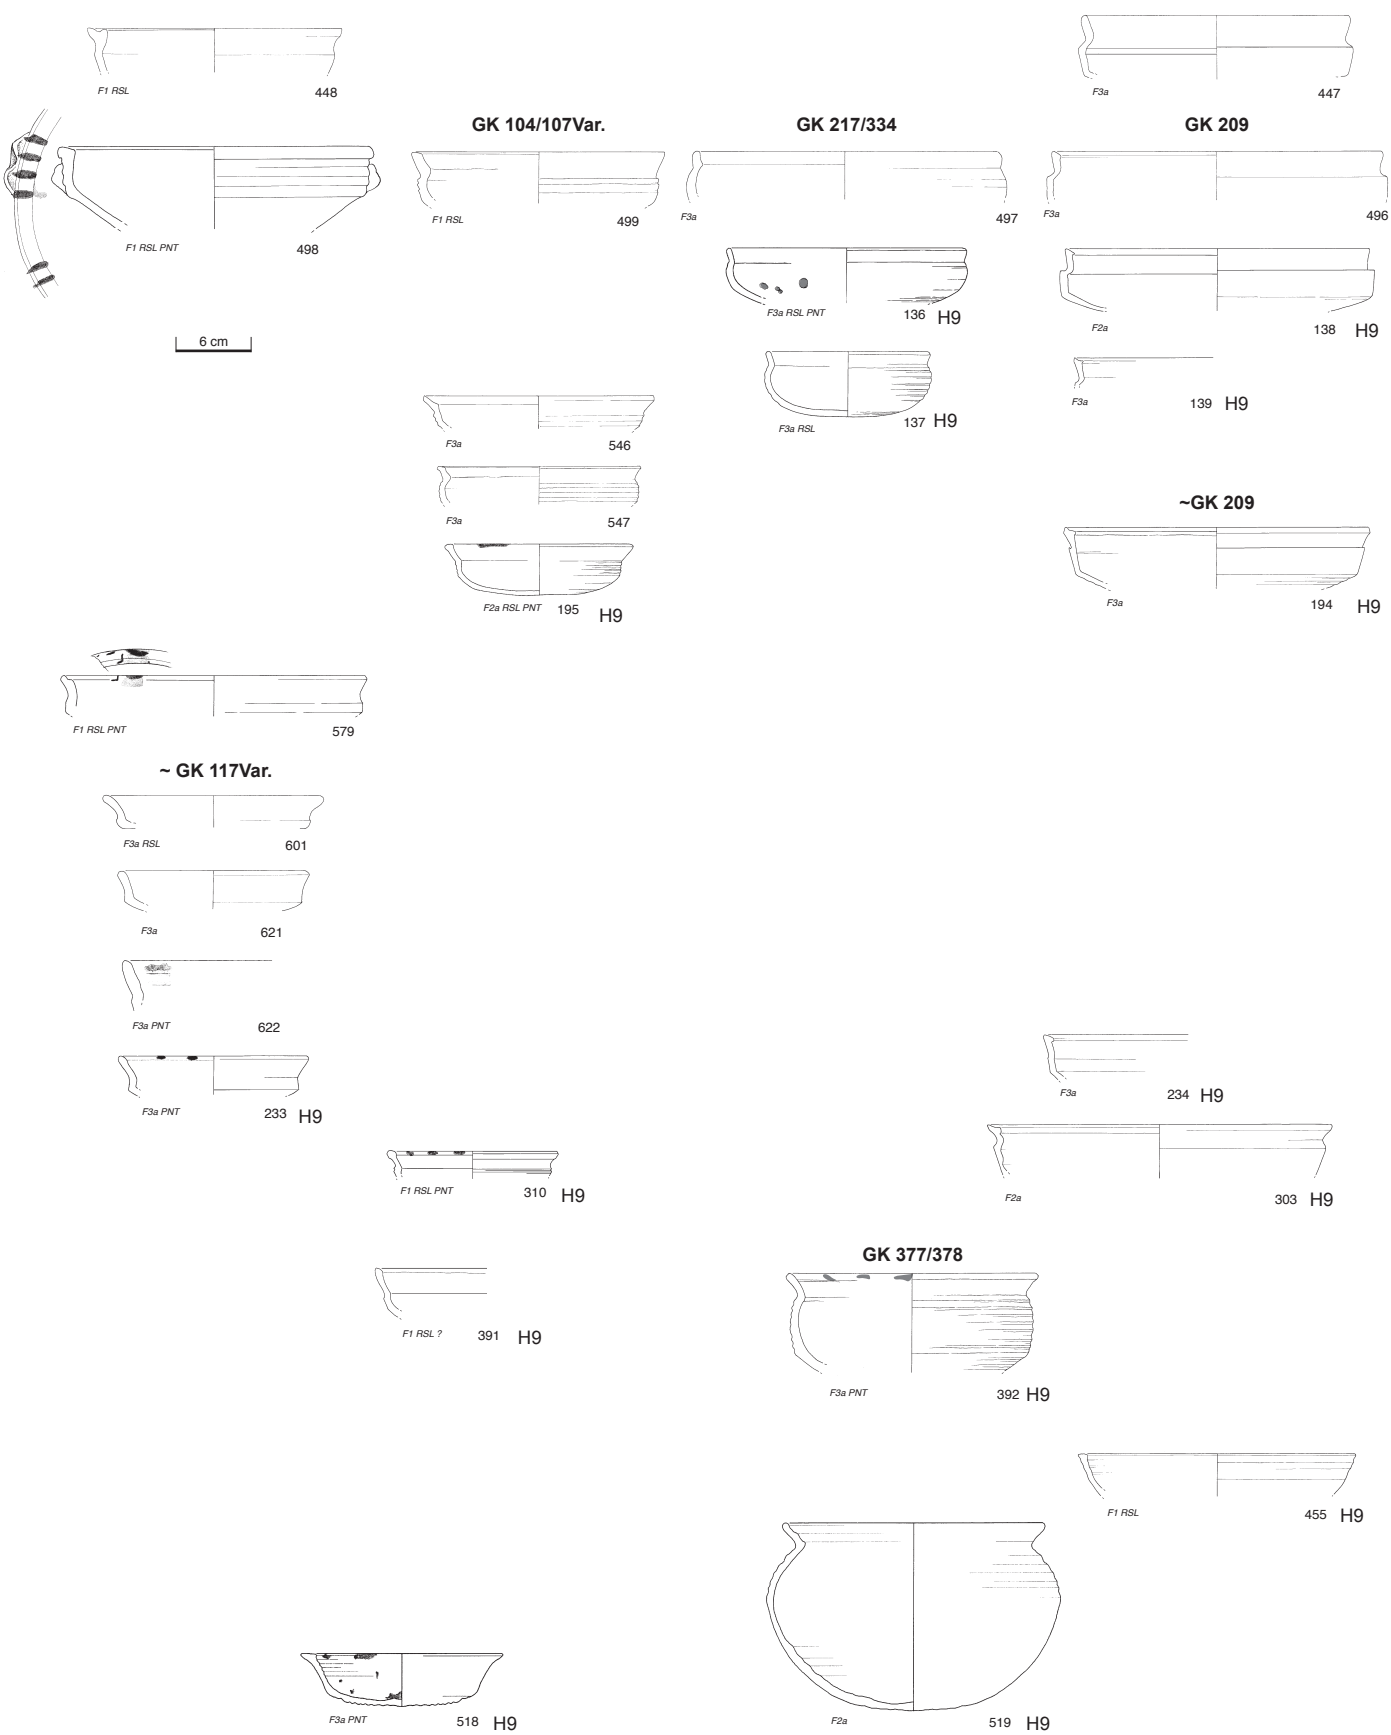 F1 RSL 448
F3a 447
GK 104/107Var.
GK 217/334
GK 209
F1 RSL PNT 498
F1 RSL 499
F3a 497
F3a 496
F3a RSL PNT 136 H9
F2a 138 H9
6 cm
F3a RSL 137 H9
F3a 139 H9
F3a 546
F3a 547
~GK 209
F2a RSL PNT 195 H9
F3a 194 H9
F1 RSL PNT 579
~ GK 117Var.
F3a RSL 601
F3a 621
F3a PNT 622
F3a PNT 233 H9
F3a 234 H9
F1 RSL PNT 310 H9
F2a 303 H9
GK 377/378
F1 RSL ? 391 H9
F3a PNT 392 H9
F1 RSL 455 H9
F3a PNT 518 H9
F2a 519 H9